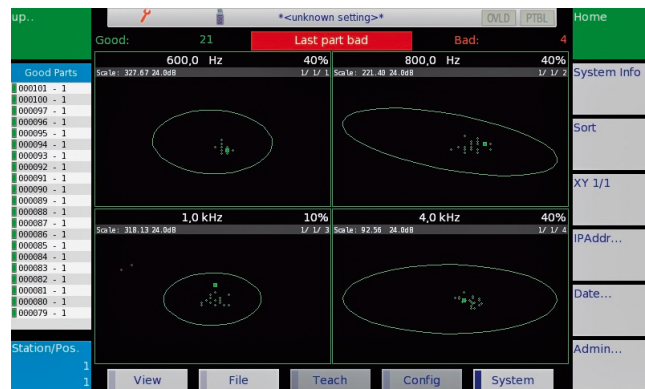 up..
*<unknown setting>*
OVLD
PTBL
Home
Good:
21
Last part bad
Bad:
4
Good Parts
000101 - 1
000100 - 1
000097 - 1
000096 - 1
000095 - 1
000094 - 1
000093 - 1
000092 - 1
000091 - 1
000090 - 1
000089 - 1
000088 - 1
000087 - 1
000086 - 1
000085 - 1
000084 - 1
000083 - 1
000082 - 1
000081 - 1
000080 - 1
000079 - 1
Station/Pos.
1
1
600,0 Hz
40%
Scale: 327.67 24.0dB
1/ 1/ 1
800,0 Hz
40%
Scale: 221.40 24.0dB
1/ 1/ 2
1,0 kHz
10%
Scale: 318.13 24.0dB
1/ 1/ 3
4,0 kHz
40%
Scale: 92.56 24.0dB
1/ 1/ 4
System Info
Sort
XY 1/1
IPAddr...
Date...
Admin...
View
File
Teach
Config
System